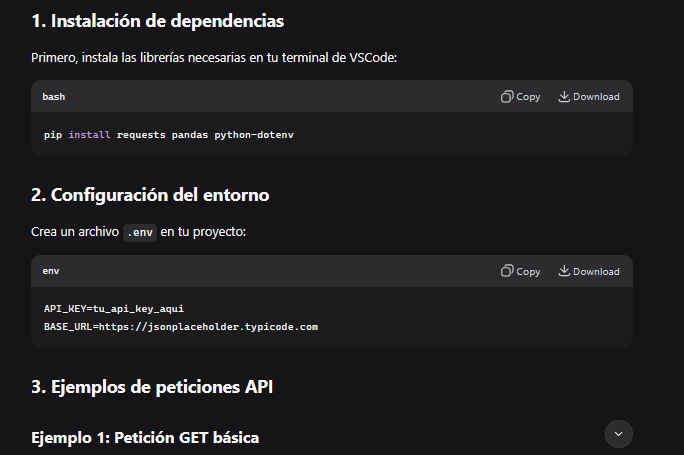 1. Instalación de dependencias
Primero, instala las librerías necesarias en tu terminal de VSCode:
bash
Copy
Download
pip install requests pandas python-dotenv
2. Configuración del entorno
Crea un archivo .env en tu proyecto:
env
Copy
Download
API_KEY=tu_api_key_aqui
BASE_URL=https://jsonplaceholder.typicode.com
3. Ejemplos de peticiones API
Ejemplo 1: Petición GET básica